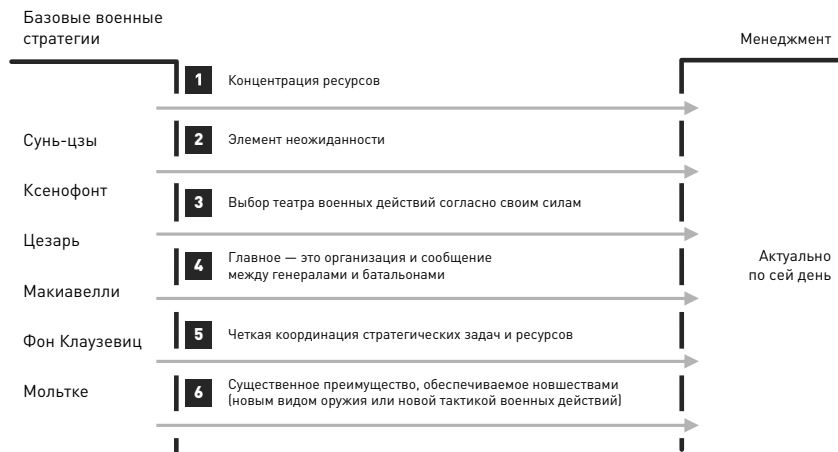 Базовые военные
стратегии
Менеджмент
1 Концентрация ресурсов
Сунь-цзы
2 Элемент неожиданности
Ксенофонт
3 Выбор театра военных действий согласно своим силам
Цезарь
4 Главное — это организация и сообщение
между генералами и батальонами
Актуально
по сей день
Макиавелли
Фон Клаузевиц
5 Четкая координация стратегических задач и ресурсов
Мольтке
6 Существенное преимущество, обеспечиваемое новшествами
(новым видом оружия или новой тактикой военных действий)